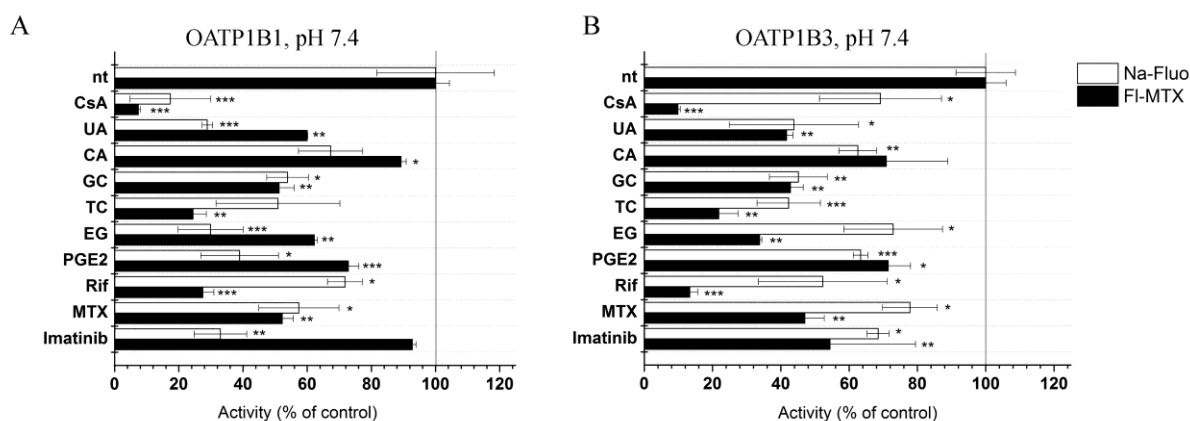 A
OATP1B1, pH 7.4
nt
CsA
***
***
UA
***
**
CA
*
GC
*
**
TC
**
EG
***
**
PGE2
*
***
Rif
*
***
MTX
*
**
Imatinib
**
0 20 40 60 80 100 120
Activity (% of control)
B
OATP1B3, pH 7.4
nt
CsA
*
***
UA
*
**
CA
**
GC
**
**
TC
***
**
EG
*
**
PGE2
***
*
Rif
*
***
MTX
*
**
Imatinib
*
**
0 20 40 60 80 100 120
Activity (% of control)
Na-Fluo
Fl-MTX